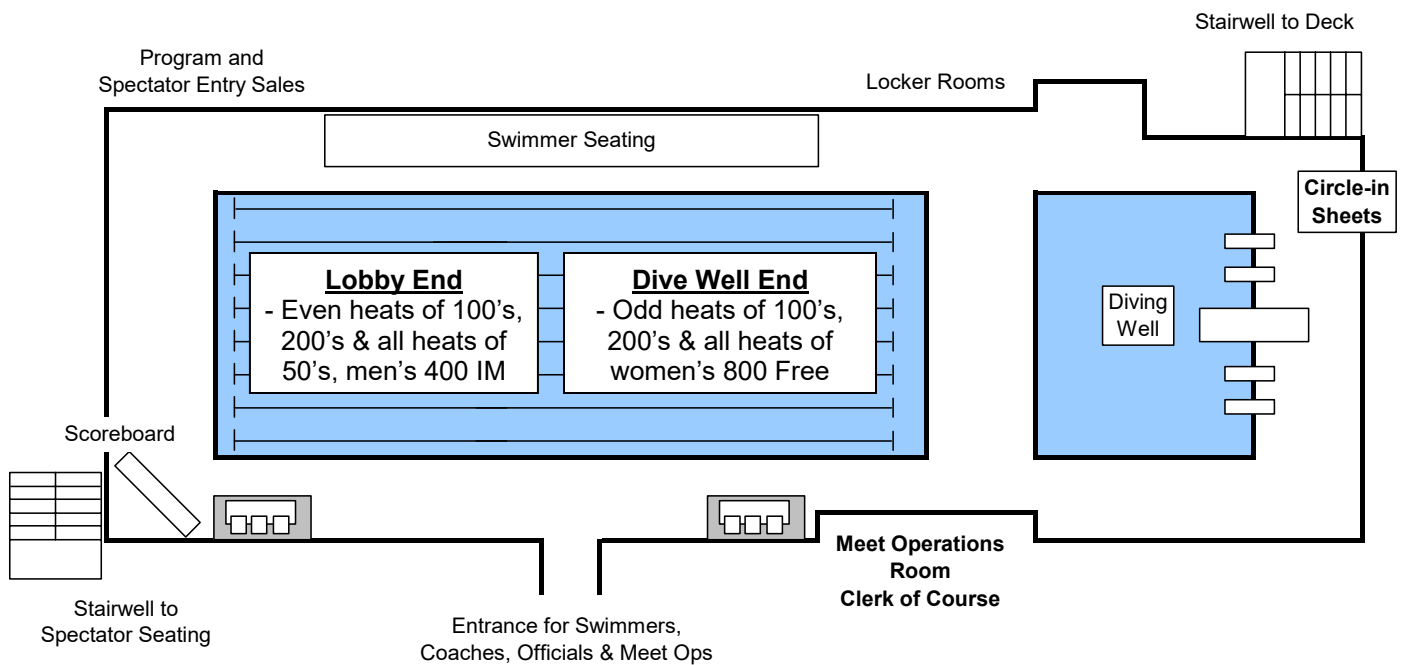 Stairwell to Deck
Program and
Spectator Entry Sales
Locker Rooms
Swimmer Seating
Circle-in
Sheets
Lobby End
- Even heats of 100’s,
200’s & all heats of
50’s, men’s 400 IM
Dive Well End
- Odd heats of 100’s,
200’s & all heats of
women’s 800 Free
Diving
Well
Scoreboard
Meet Operations
Room
Clerk of Course
Stairwell to
Spectator Seating
Entrance for Swimmers,
Coaches, Officials & Meet Ops